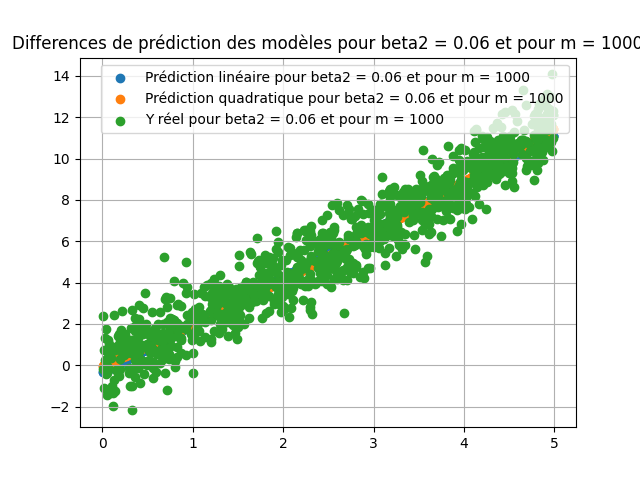 Differences de prédiction des modèles pour beta2 = 0.06 et pour m = 1000
Prédiction linéaire pour beta2 = 0.06 et pour m = 1000
Prédiction quadratique pour beta2 = 0.06 et pour m = 1000
Y réel pour beta2 = 0.06 et pour m = 1000
14
12
10
8
6
4
2
0
−2
0 1 2 3 4 5